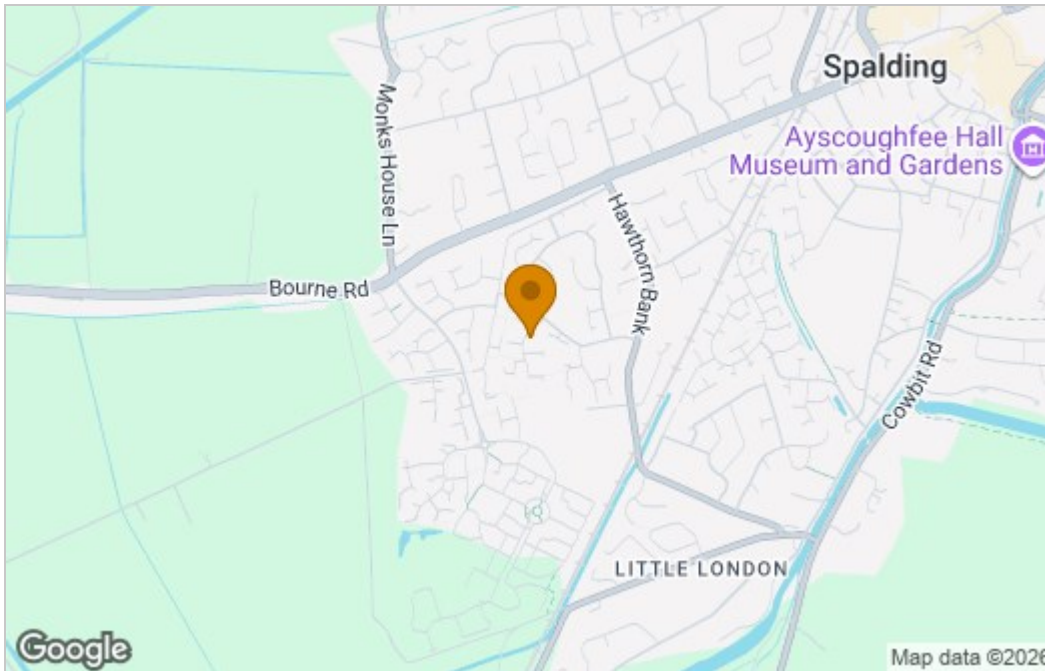 Spalding
Ayscoughfee Hall
Museum and Gardens
Monks House Ln
Hawthorn Bank
Bourne Rd
Cowbit Rd
LITTLE LONDON
Google
Map data ©2026